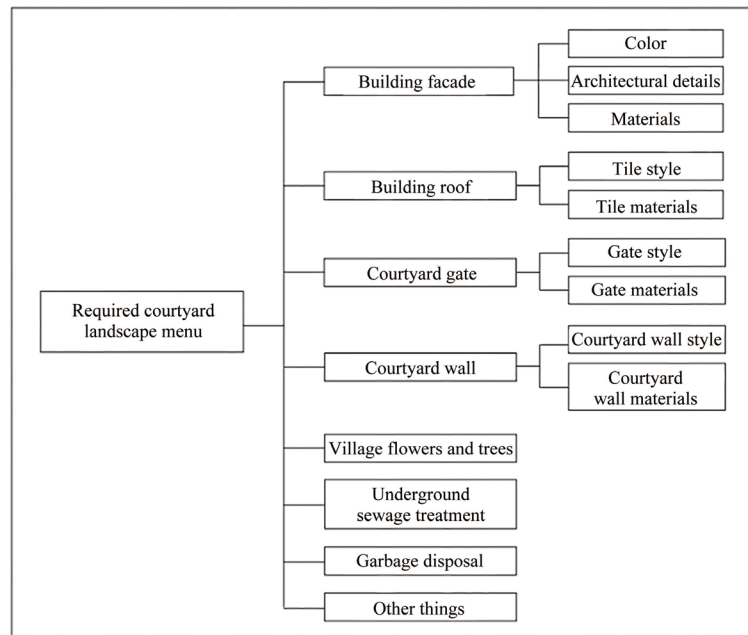 Required courtyard
landscape menu
Building facade
Color
Architectural details
Materials
Building roof
Tile style
Tile materials
Courtyard gate
Gate style
Gate materials
Courtyard wall
Courtyard wall style
Courtyard
wall materials
Village flowers and trees
Underground
sewage treatment
Garbage disposal
Other things